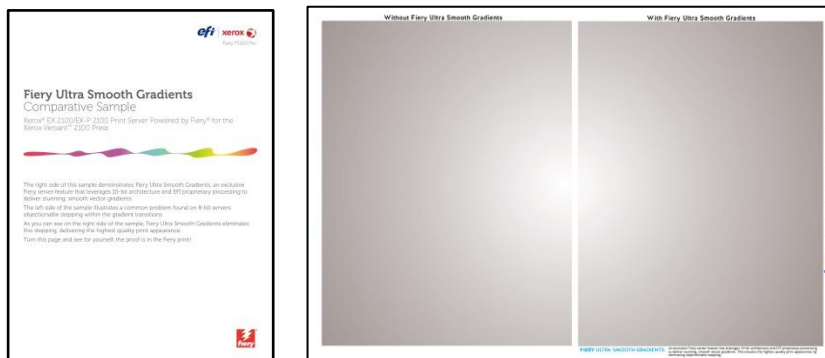 efi xerox
Fiery Ultra Smooth Gradients
Comparative Sample
Xerox® EX 2100/EX-P 2100 Print Server Powered by Fiery® for the
Xerox Versant™ 2100 Press
The right side of this sample demonstrates Fiery Ultra Smooth Gradients, an exclusive
Fiery server feature that leverages 10-bit architecture and EFI proprietary processing to
deliver stunning, smooth vector gradients.
The left side of the sample illustrates a common problem found on 8-bit servers:
objectionable stepping within the gradient transitions.
As you can see on the right side of the sample, Fiery Ultra Smooth Gradients eliminates
this stepping, delivering the highest quality print appearance.
Turn this page and see for yourself, the proof is in the Fiery print!
fiery
Without Fiery Ultra Smooth Gradients
With Fiery Ultra Smooth Gradients
FIERY ULTRA SMOOTH GRADIENTS: